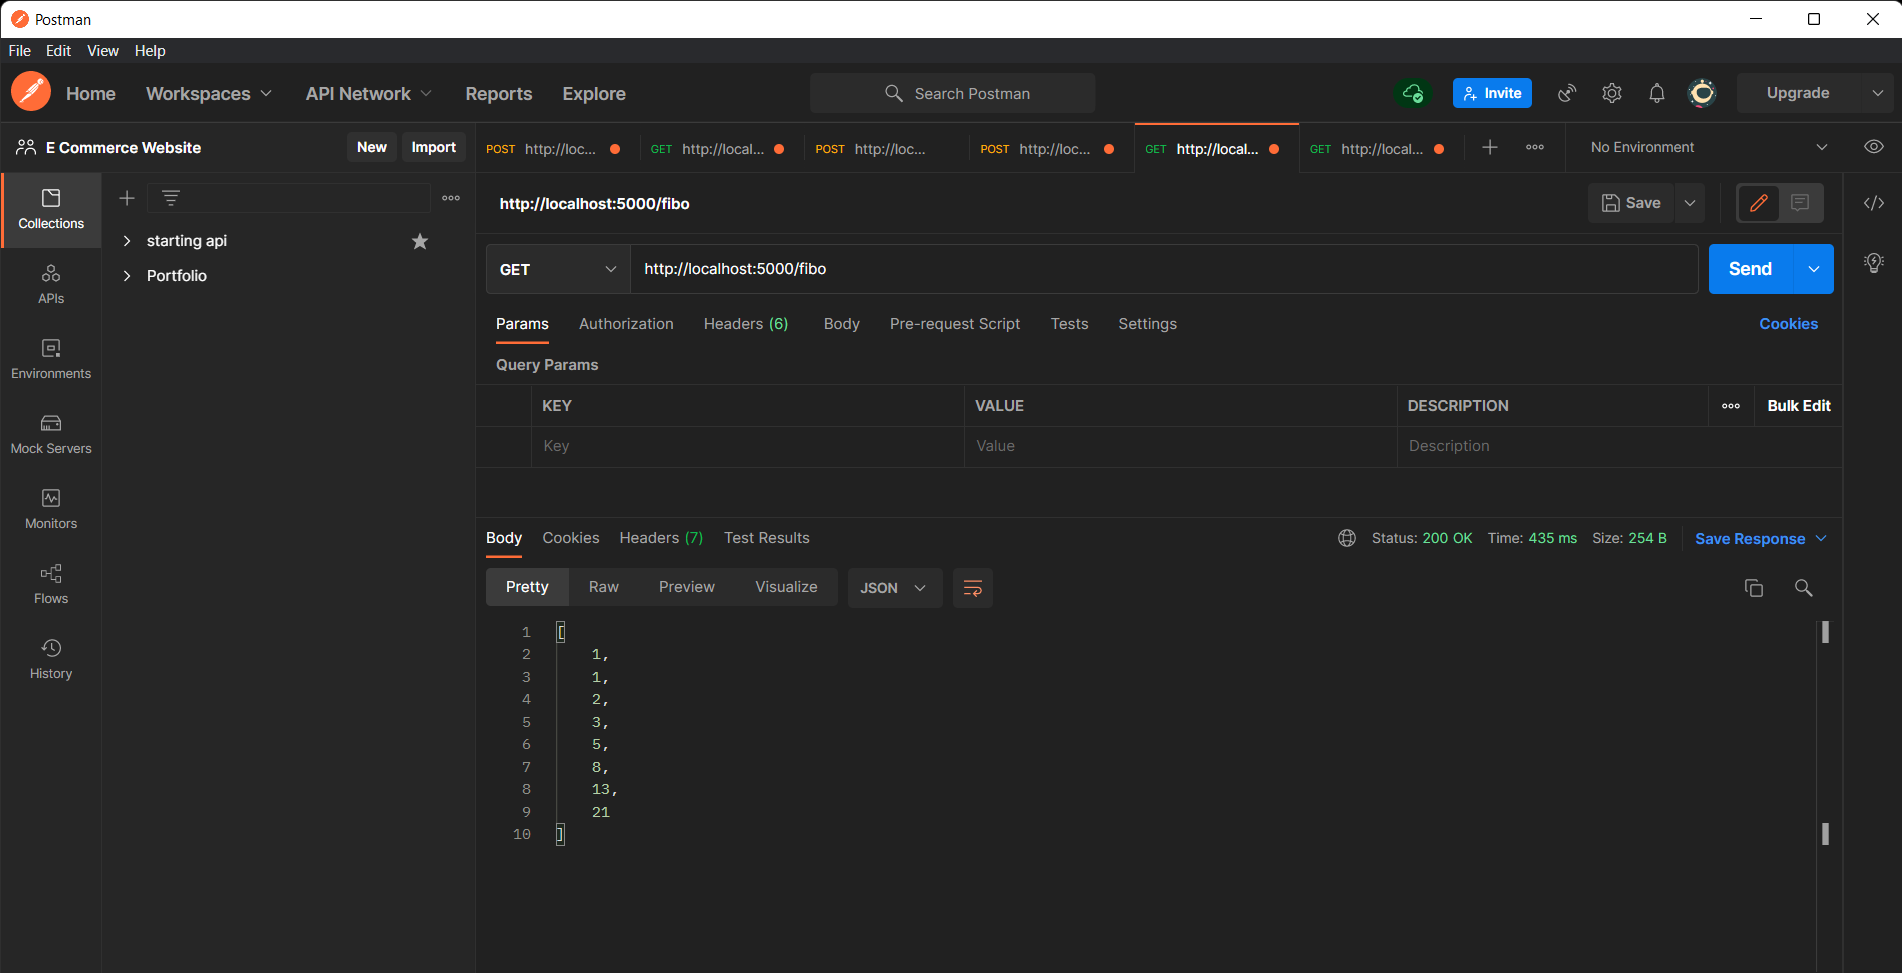 Postman
File Edit View Help
Home Workspaces API Network Reports Explore Search Postman Invite Upgrade
E Commerce Website New Import
POST http://loc... GET http://local... POST http://loc... POST http://loc... GET http://local... GET http://local... No Environment
Collections
APIs
Environments
Mock Servers
Monitors
Flows
History
starting api
Portfolio
http://localhost:5000/fibo Save
GET http://localhost:5000/fibo Send
Params Authorization Headers (6) Body Pre-request Script Tests Settings Cookies
Query Params
KEY VALUE DESCRIPTION Bulk Edit
Key Value Description
Body Cookies Headers (7) Test Results Status: 200 OK Time: 435 ms Size: 254 B Save Response
Pretty Raw Preview Visualize JSON
1 [
2 1,
3 1,
4 2,
5 3,
6 5,
7 8,
8 13,
9 21
10 ]